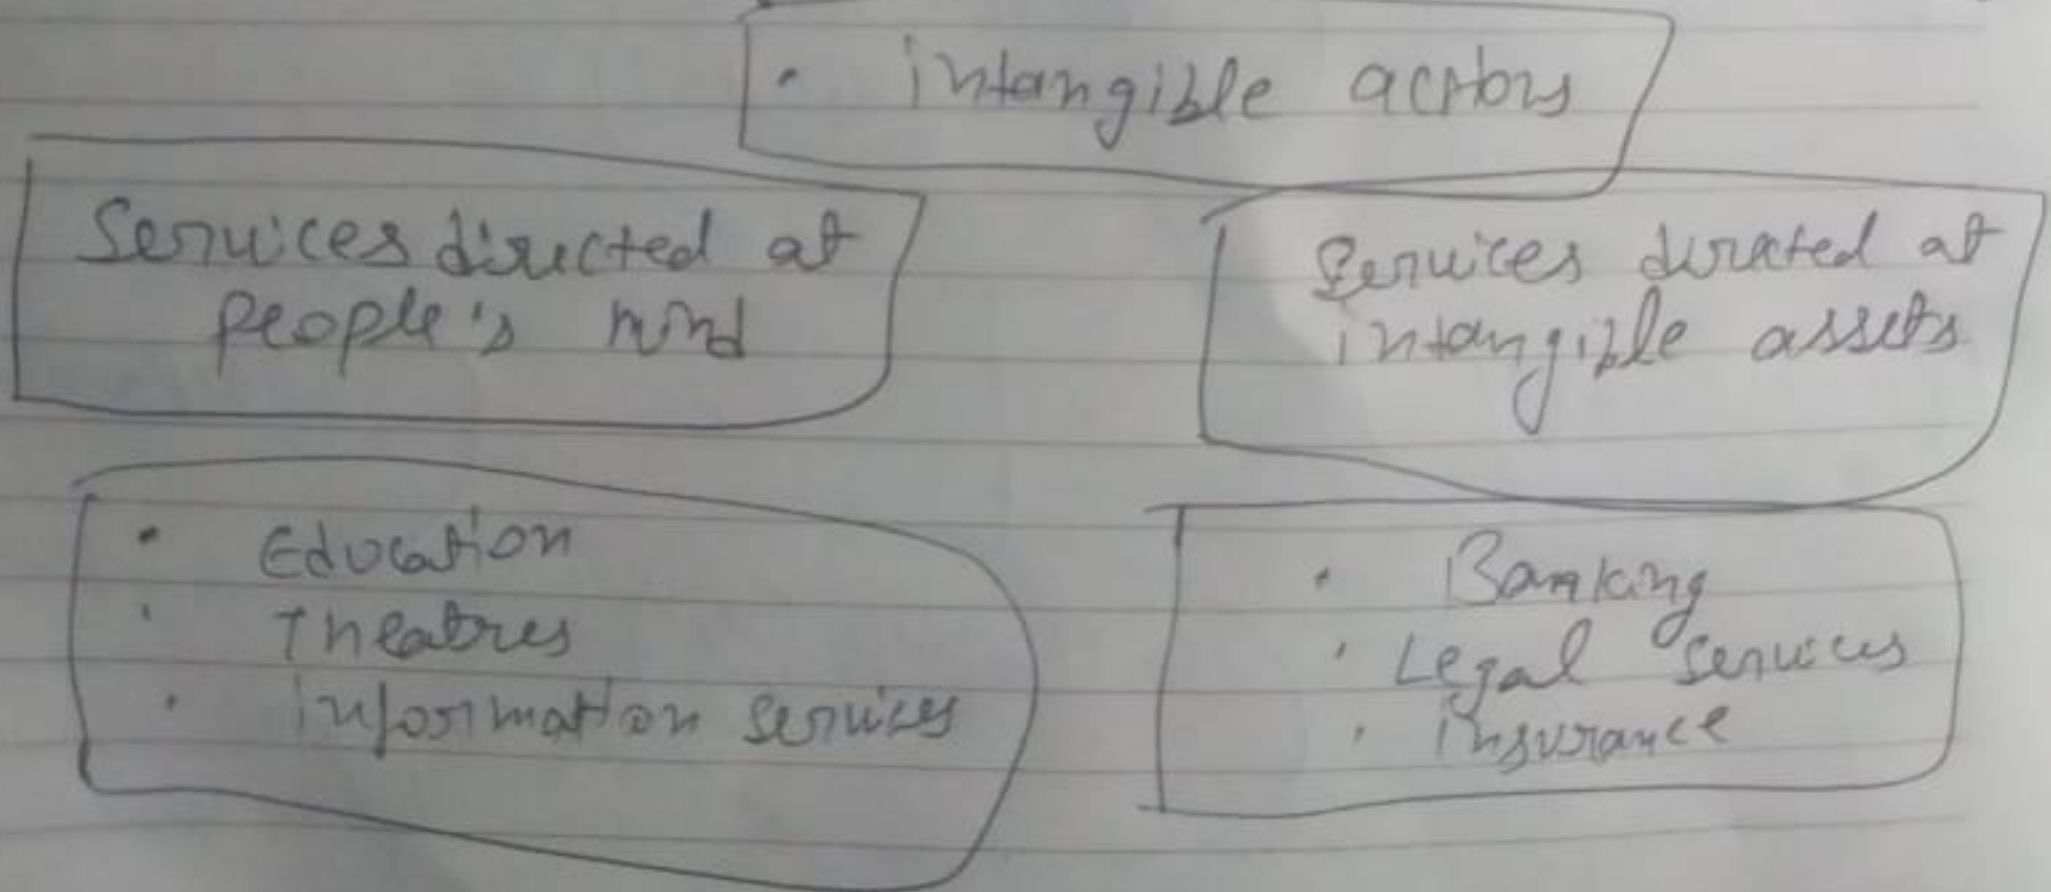 • intangible actions
Services directed at
people's mind
Services directed at
intangible assets
• Education
• Theatres
• information services
• Banking
• Legal services
• insurance